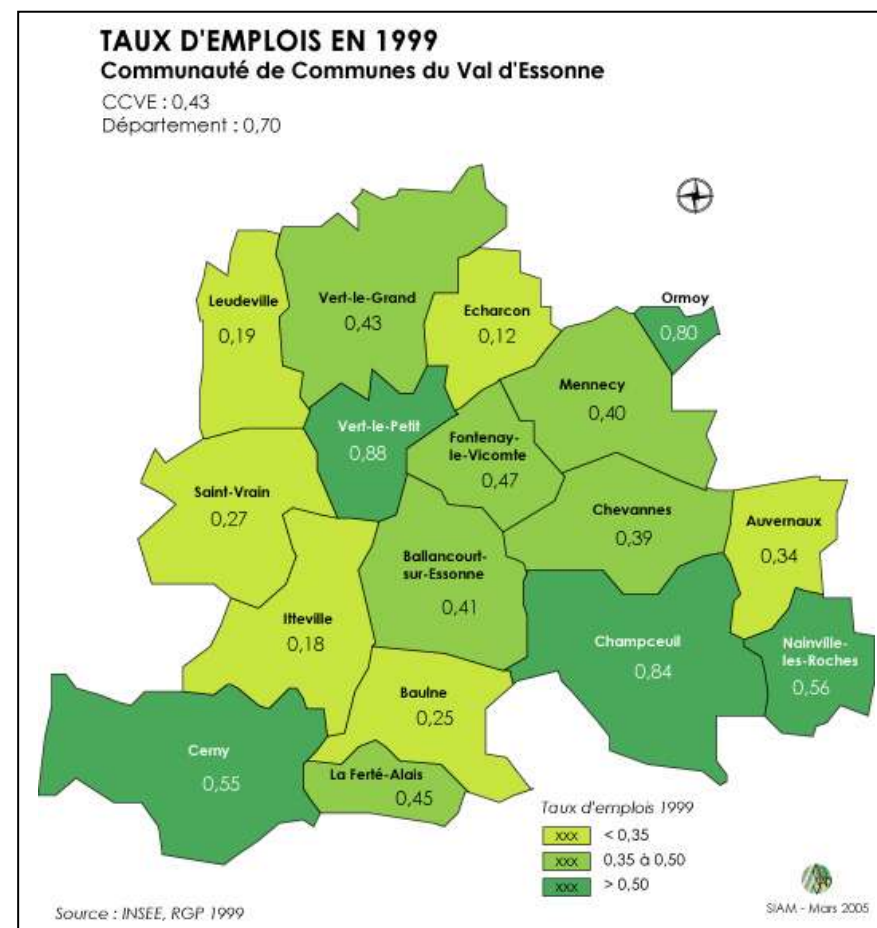 TAUX D'EMPLOIS EN 1999
Communauté de Communes du Val d'Essonne
CCVE : 0,43
Département : 0,70
Leudeville
0,19
Vert-le-Grand
0,43
Echarcon
0,12
Ormoy
0,80
Mennecy
0,40
Vert-le-Petit
0,88
Fontenay-
le-Vicomte
0,47
Saint-Vrain
0,27
Chevannes
0,39
Auvernaux
0,34
Ballancourt-
sur-Essonne
0,41
Itteville
0,18
Champceuil
0,84
Nainville-
les-Roches
0,56
Baulne
0,25
Cerny
0,55
La Ferté-Alais
0,45
Taux d'emplois 1999
xxx < 0,35
xxx 0,35 à 0,50
xxx > 0,50
Source : INSEE, RGP 1999
SIAM - Mars 2005